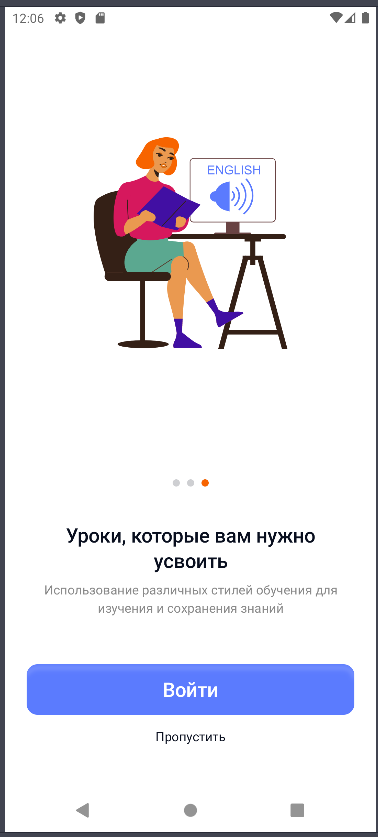 12:06
ENGLISH
Уроки, которые вам нужно
усвоить
Использование различных стилей обучения для
изучения и сохранения знаний
Войти
Пропустить